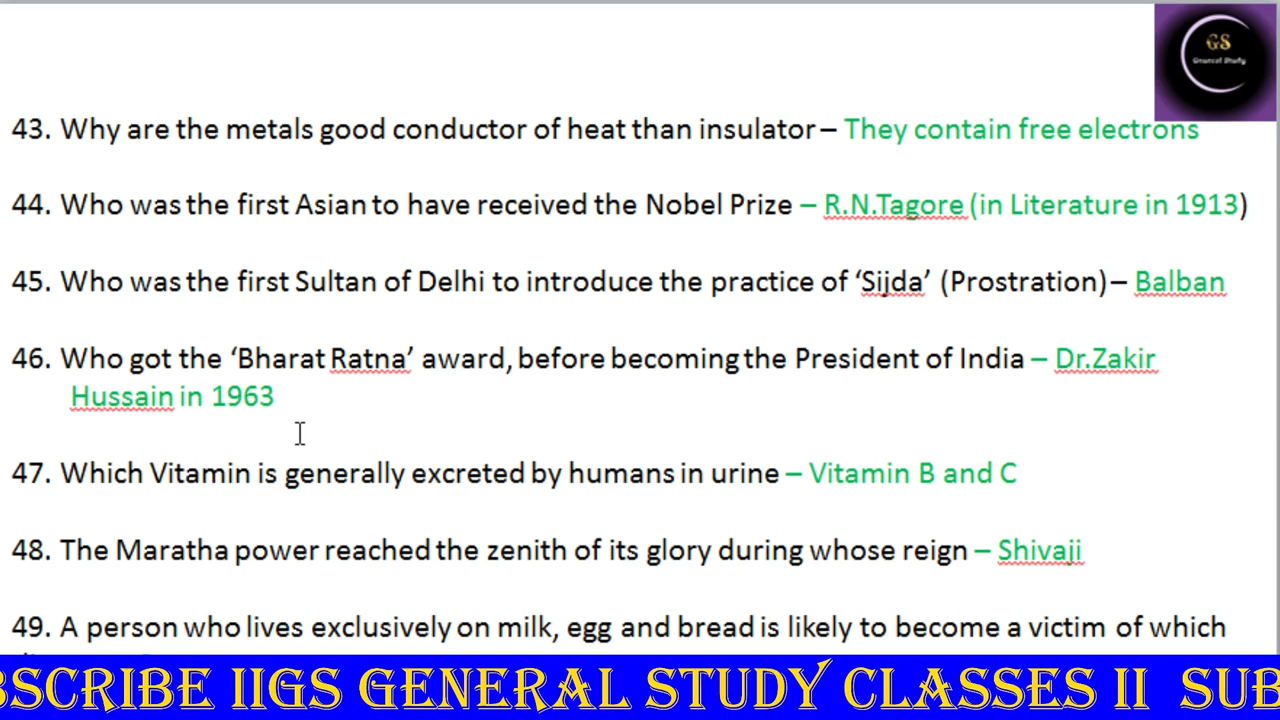 GS
General Study
43. Why are the metals good conductor of heat than insulator – They contain free electrons
44. Who was the first Asian to have received the Nobel Prize – R.N.Tagore (in Literature in 1913)
45. Who was the first Sultan of Delhi to introduce the practice of ‘Sijda’ (Prostration) – Balban
46. Who got the ‘Bharat Ratna’ award, before becoming the President of India – Dr.Zakir
Hussain in 1963
47. Which Vitamin is generally excreted by humans in urine – Vitamin B and C
48. The Maratha power reached the zenith of its glory during whose reign – Shivaji
49. A person who lives exclusively on milk, egg and bread is likely to become a victim of which
BSCRIBE IIGS GENERAL STUDY CLASSES II SUB